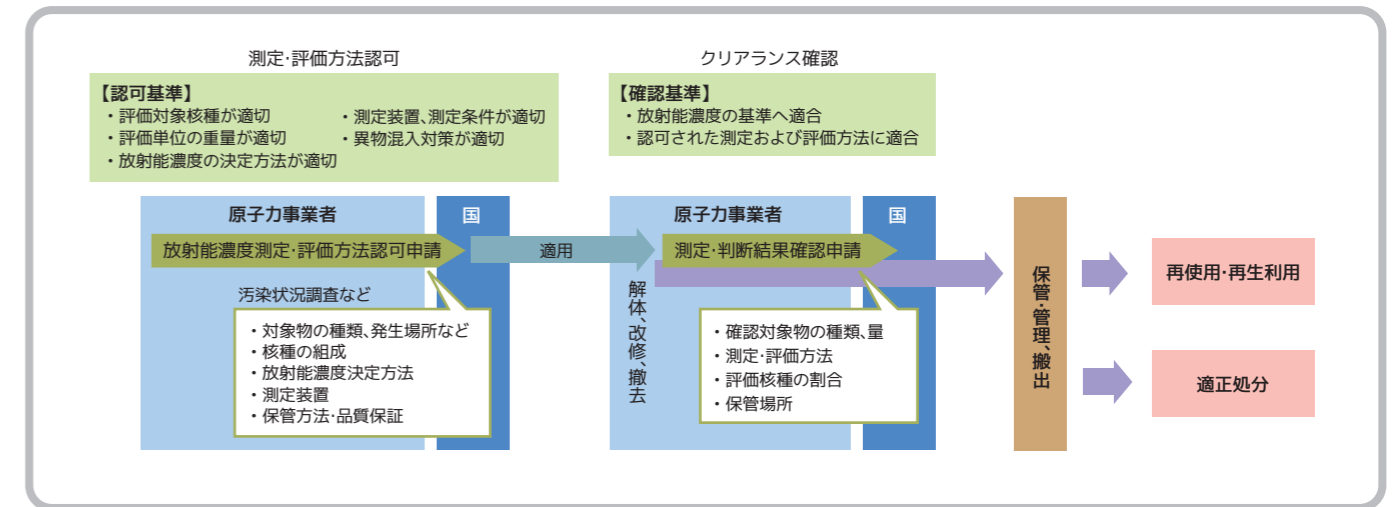 測定・評価方法認可
【認可基準】
・評価対象核種が適切
・評価単位の重量が適切
・放射能濃度の決定方法が適切
・測定装置、測定条件が適切
・異物混入対策が適切
原子力事業者
国
放射能濃度測定・評価方法認可申請
汚染状況調査など
・対象物の種類、発生場所など
・核種の組成
・放射能濃度決定方法
・測定装置
・保管方法・品質保証
適用
クリアランス確認
【確認基準】
・放射能濃度の基準へ適合
・認可された測定および評価方法に適合
解体、改修、撤去
原子力事業者
国
測定・判断結果確認申請
・確認対象物の種類、量
・測定・評価方法
・評価核種の割合
・保管場所
保管・管理、搬出
再使用・再生利用
適正処分